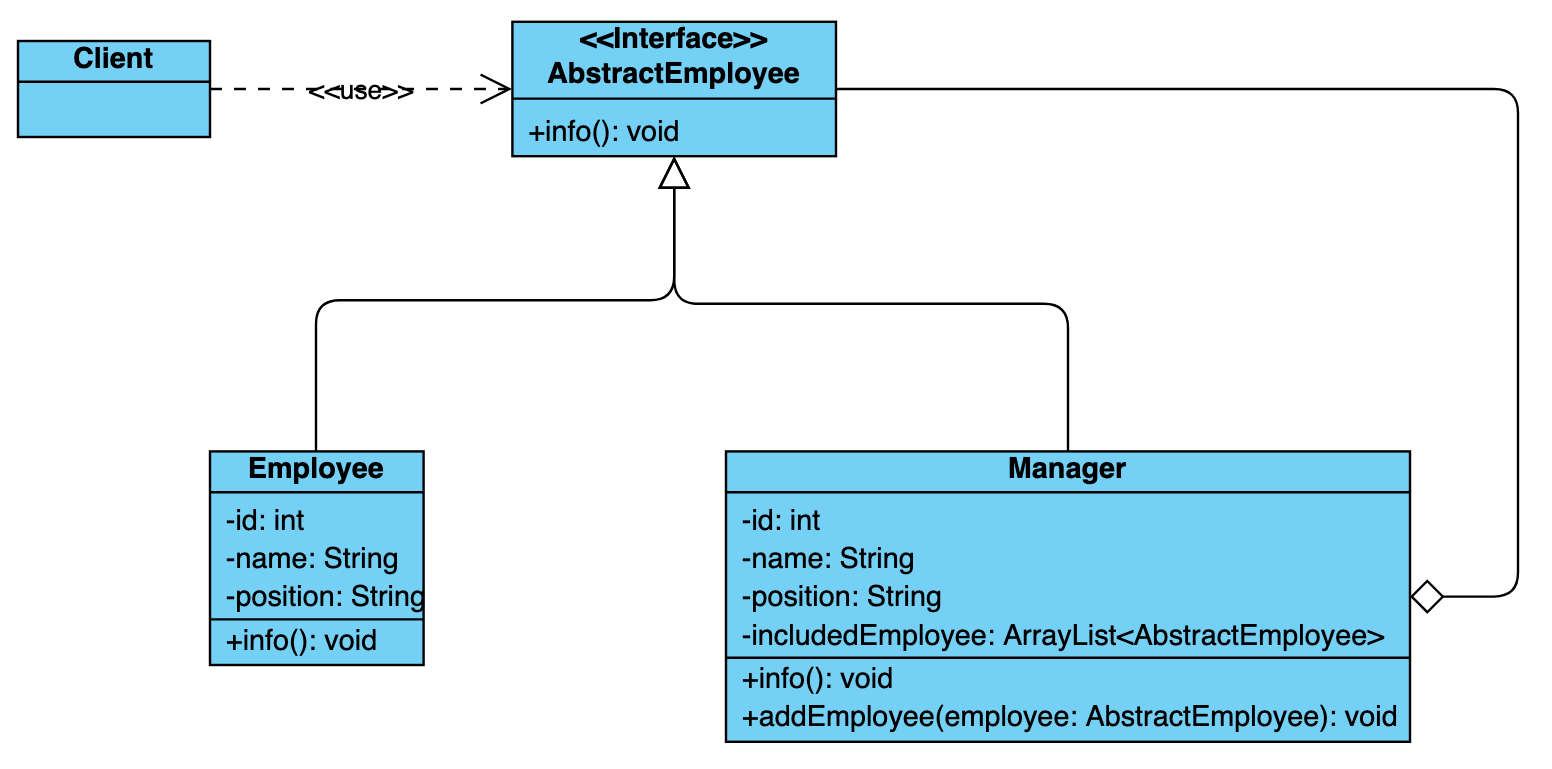 Client
<<use>>
<<Interface>>
AbstractEmployee
+info(): void
Employee
-id: int
-name: String
-position: String
+info(): void
Manager
-id: int
-name: String
-position: String
-includedEmployee: ArrayList<AbstractEmployee>
+info(): void
+addEmployee(employee: AbstractEmployee): void